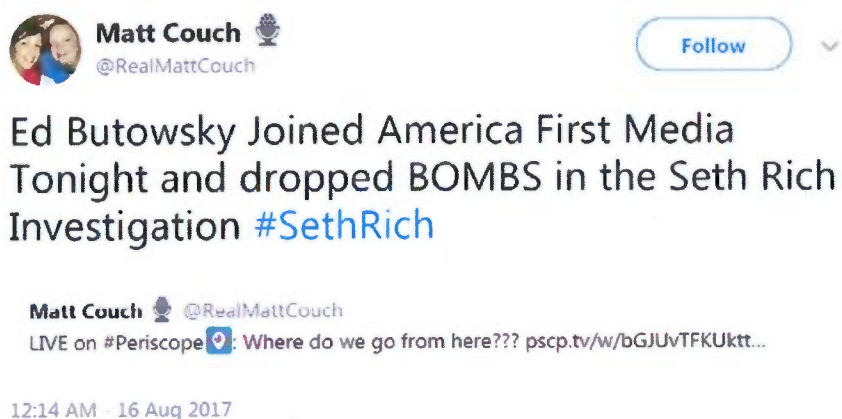 Matt Couch 🎙
@RealMattCouch
Follow
Ed Butowsky Joined America First Media
Tonight and dropped BOMBS in the Seth Rich
Investigation #SethRich
Matt Couch 🎙 @RealMattCouch
LIVE on #Periscope: Where do we go from here??? pscp.tv/w/bGJUvTFKUktt...
12:14 AM - 16 Aug 2017